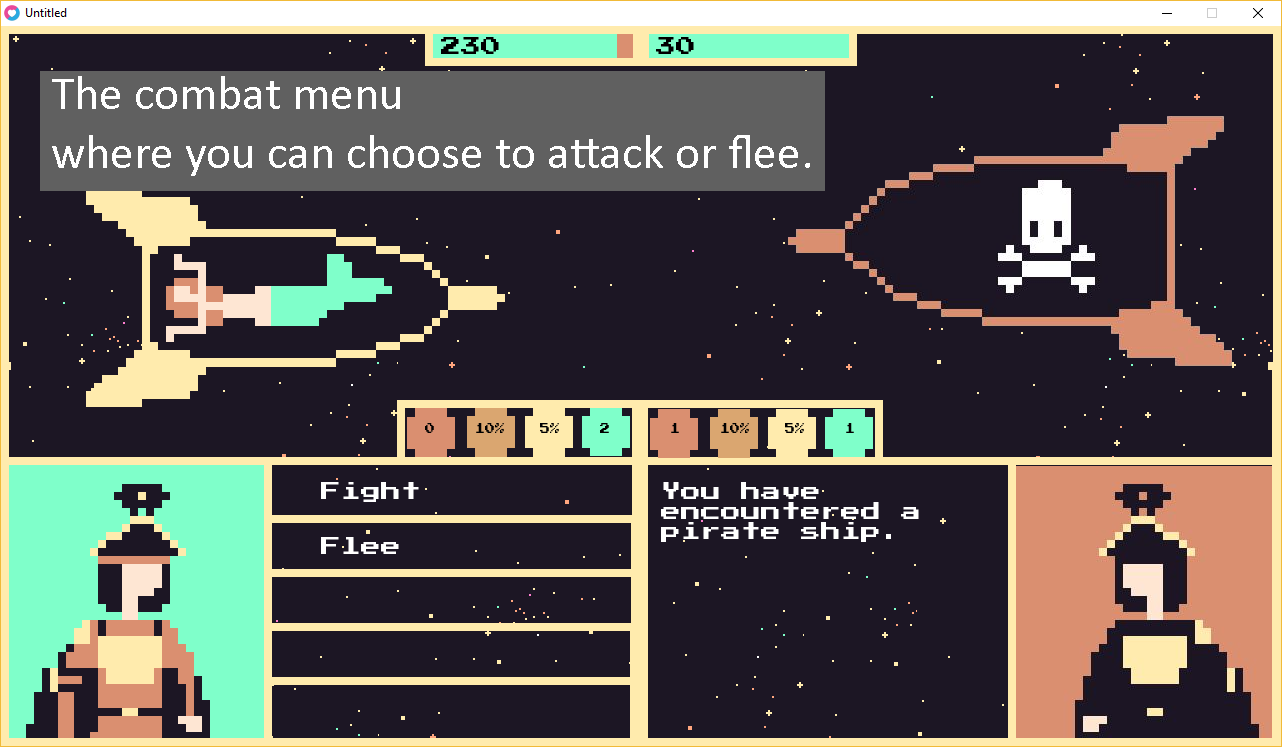 Untitled
230
30
The combat menu
where you can choose to attack or flee.
0 10% 5% 2
1 10% 5% 1
Fight
Flee
You have
encountered a
pirate ship.